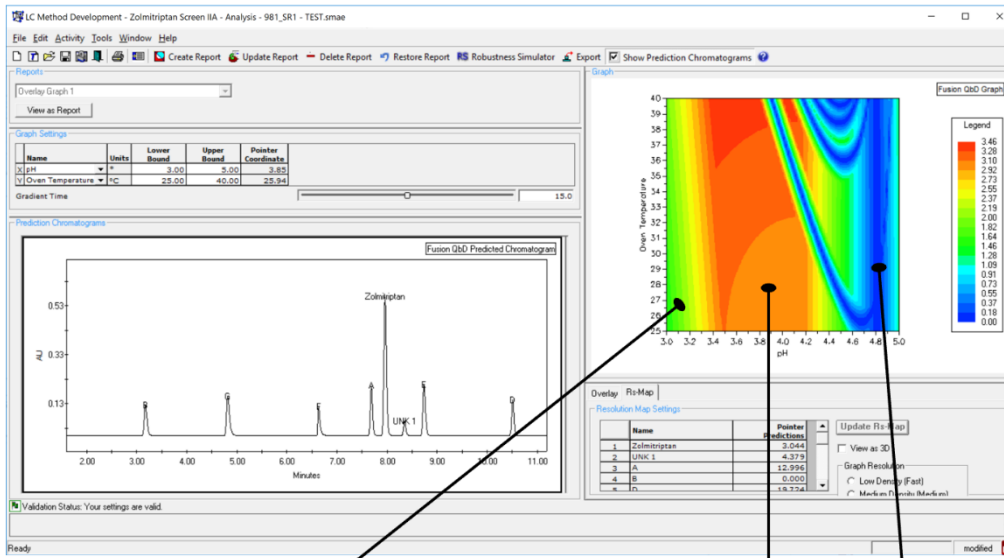 LC Method Development - Zolmitriptan Screen IIA - Analysis - 981_SR1 - TEST.smae
File Edit Activity Tools Window Help
Create Report Update Report Delete Report Restore Report RS Robustness Simulator Export Show Prediction Chromatograms
Reports
Overlay Graph 1
View as Report
Graph Settings
Name Units Lower Bound Upper Bound Pointer Coordinate
X pH * 3.00 5.00 3.85
Y Oven Temperature °C 25.00 40.00 25.94
Gradient Time 15.0
Prediction Chromatograms
Fusion QbD Predicted Chromatogram
Zolmitriptan
B G F A UNK 1 E D
0.53
0.33
0.13
AU
2.00 3.00 4.00 5.00 6.00 7.00 8.00 9.00 10.00 11.00
Minutes
Graph
Fusion QbD Graph
40
39
38
37
36
35
34
33
32
31
30
29
28
27
26
25
Oven Temperature
3.0 3.2 3.4 3.6 3.8 4.0 4.2 4.4 4.6 4.8 5.0
pH
Legend
3.46
3.28
3.10
2.92
2.73
2.55
2.37
2.19
2.00
1.82
1.64
1.46
1.28
1.09
0.91
0.73
0.55
0.37
0.18
0.00
Overlay Rs-Map
Resolution Map Settings
Name Pointer Predictions
1 Zolmitriptan 3.044
2 UNK 1 4.379
3 A 12.996
4 B 0.000
5 D 19.724
Update Rs-Map
View as 3D
Graph Resolution
Low Density (Fast)
Medium Density (Medium)
Validation Status: Your settings are valid.
Ready
modified